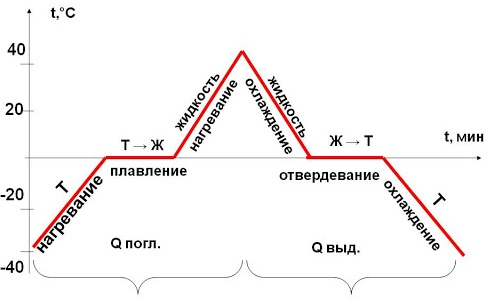 t,°C
40
20
-20
-40
t, мин
Т
нагревание
Т → Ж
плавление
жидкость
нагревание
жидкость
охлаждение
Ж → Т
отвердевание
Т
охлаждение
Q погл.
Q выд.